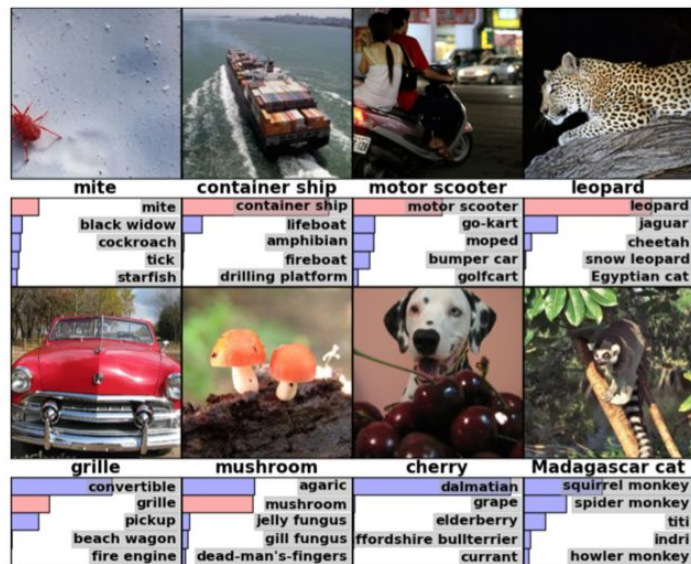 mite
container ship
motor scooter
leopard
mite
black widow
cockroach
tick
starfish
container ship
lifeboat
amphibian
fireboat
drilling platform
motor scooter
go-kart
moped
bumper car
golfcart
leopard
jaguar
cheetah
snow leopard
Egyptian cat
grille
mushroom
cherry
Madagascar cat
convertible
grille
pickup
beach wagon
fire engine
agaric
mushroom
jelly fungus
gill fungus
dead-man's-fingers
dalmatian
grape
elderberry
ffordshire bullterrier
currant
squirrel monkey
spider monkey
titi
indri
howler monkey